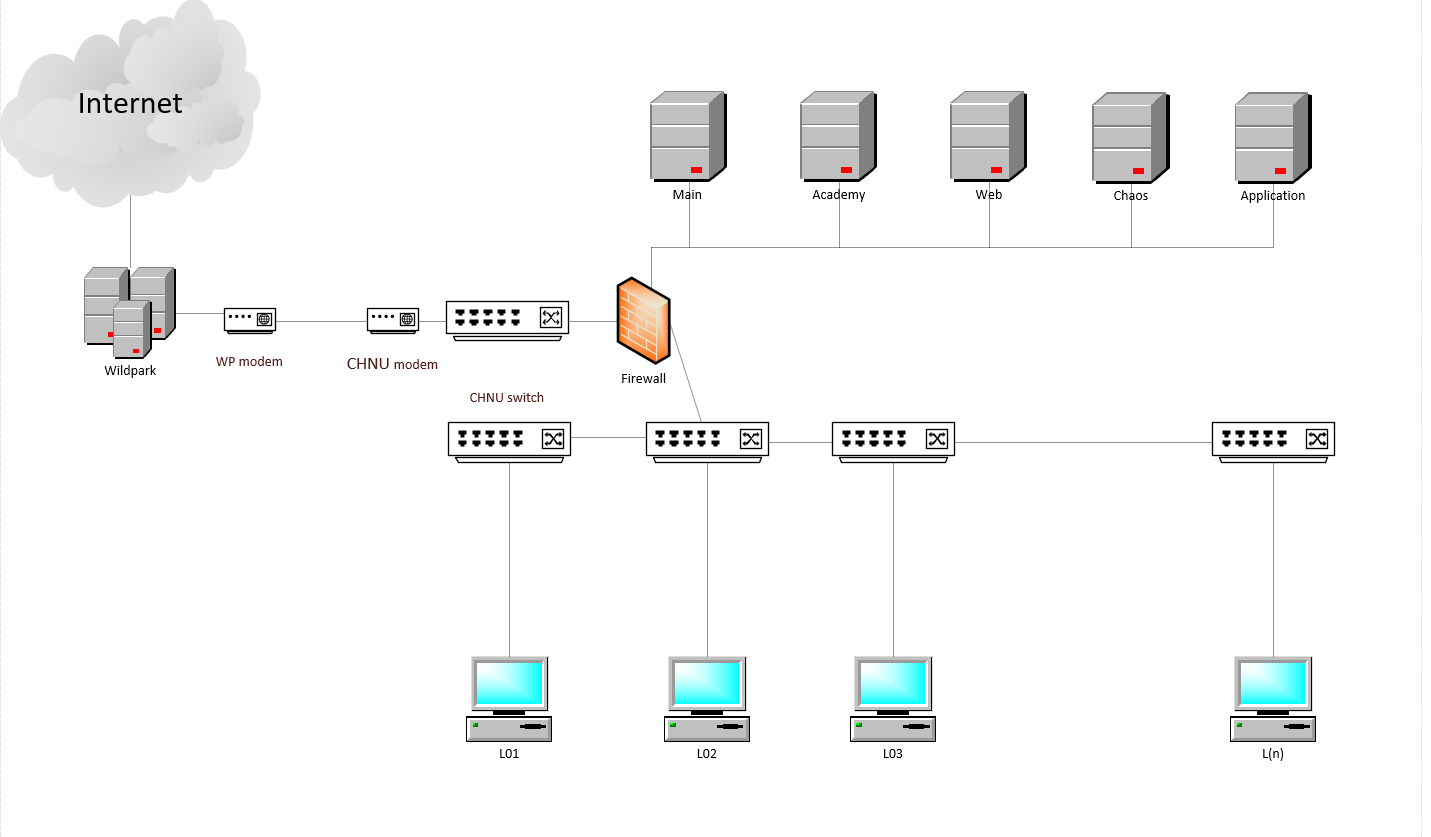 Internet
Main
Academy
Web
Chaos
Application
Wildpark
WP modem
CHNU modem
Firewall
CHNU switch
L01
L02
L03
L(n)